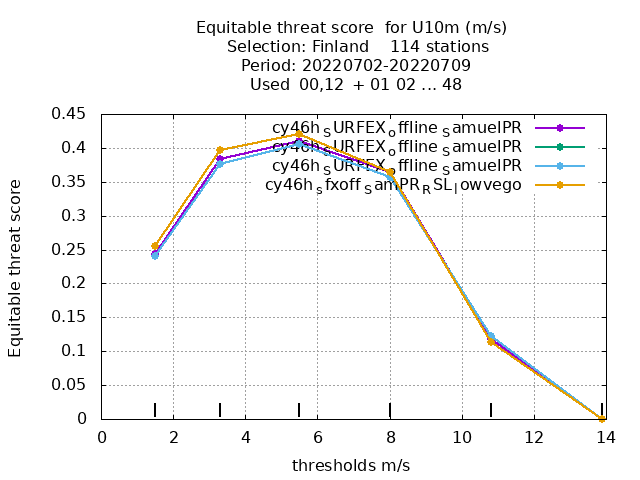 Equitable threat score for U10m (m/s)
Selection: Finland 114 stations
Period: 20220702-20220709
Used 00,12 + 01 02 ... 48
Equitable threat score
0.45
0.4
0.35
0.3
0.25
0.2
0.15
0.1
0.05
0
cy46h_SURFEX_offline_SamuelPR
cy46h_SURFEX_offline_SamuelPR
cy46h_SURFEX_offline_SamuelPR
cy46h_sfxoff_SamPR_RSL_lowvego
0 2 4 6 8 10 12 14
thresholds m/s